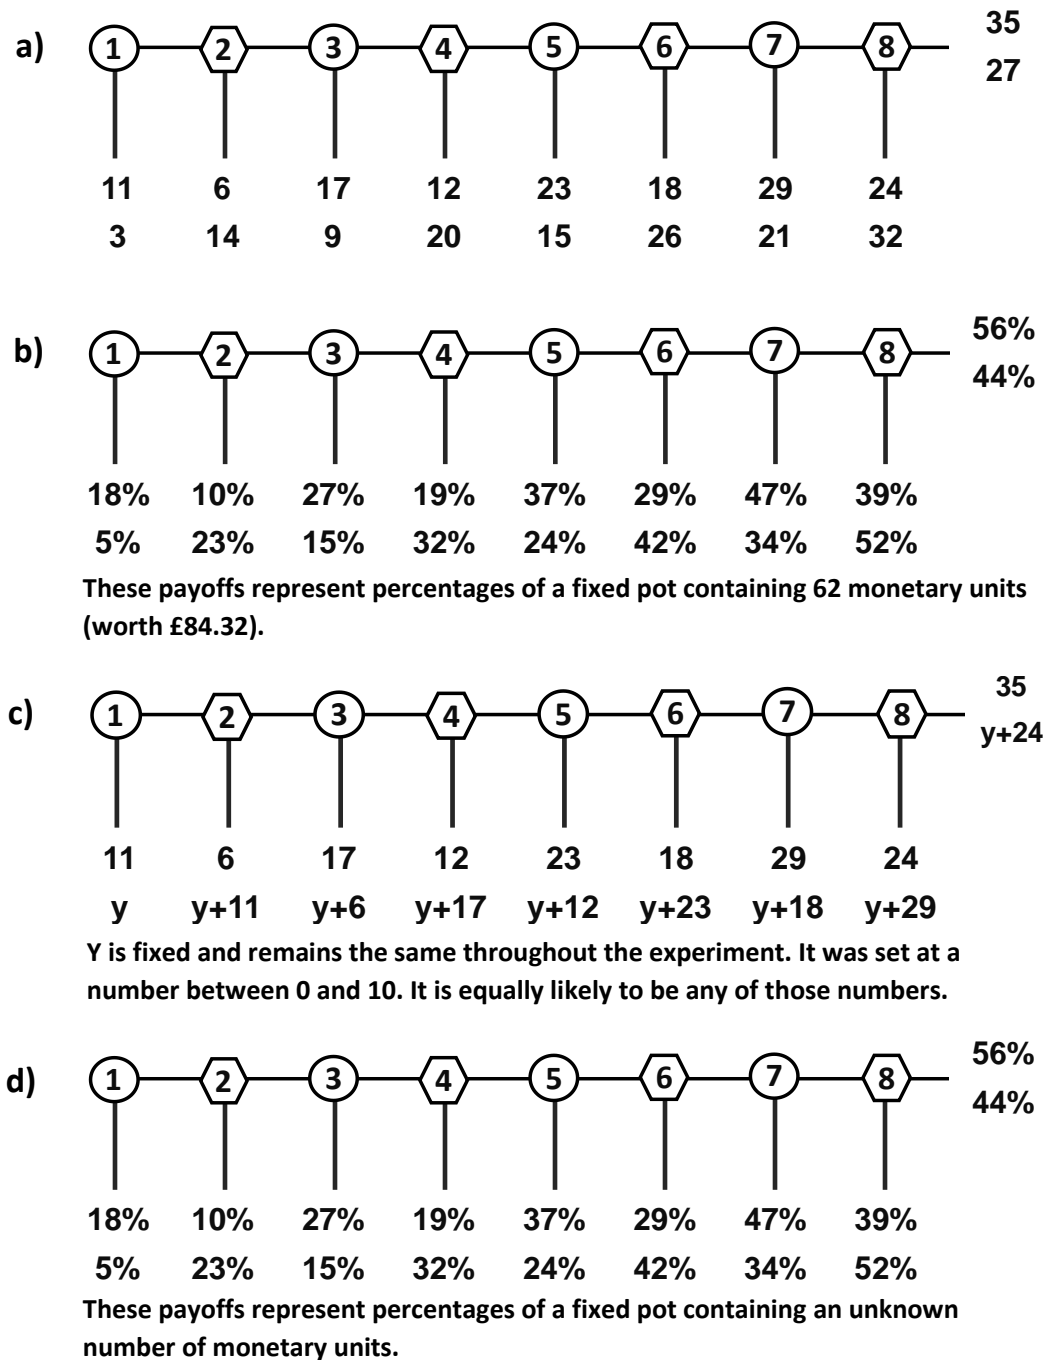 a) 1 2 3 4 5 6 7 8 35
27
11 6 17 12 23 18 29 24
3 14 9 20 15 26 21 32
b) 1 2 3 4 5 6 7 8 56%
44%
18% 10% 27% 19% 37% 29% 47% 39%
5% 23% 15% 32% 24% 42% 34% 52%
These payoffs represent percentages of a fixed pot containing 62 monetary units
(worth £84.32).
c) 1 2 3 4 5 6 7 8 35
y+24
11 6 17 12 23 18 29 24
y y+11 y+6 y+17 y+12 y+23 y+18 y+29
Y is fixed and remains the same throughout the experiment. It was set at a
number between 0 and 10. It is equally likely to be any of those numbers.
d) 1 2 3 4 5 6 7 8 56%
44%
18% 10% 27% 19% 37% 29% 47% 39%
5% 23% 15% 32% 24% 42% 34% 52%
These payoffs represent percentages of a fixed pot containing an unknown
number of monetary units.